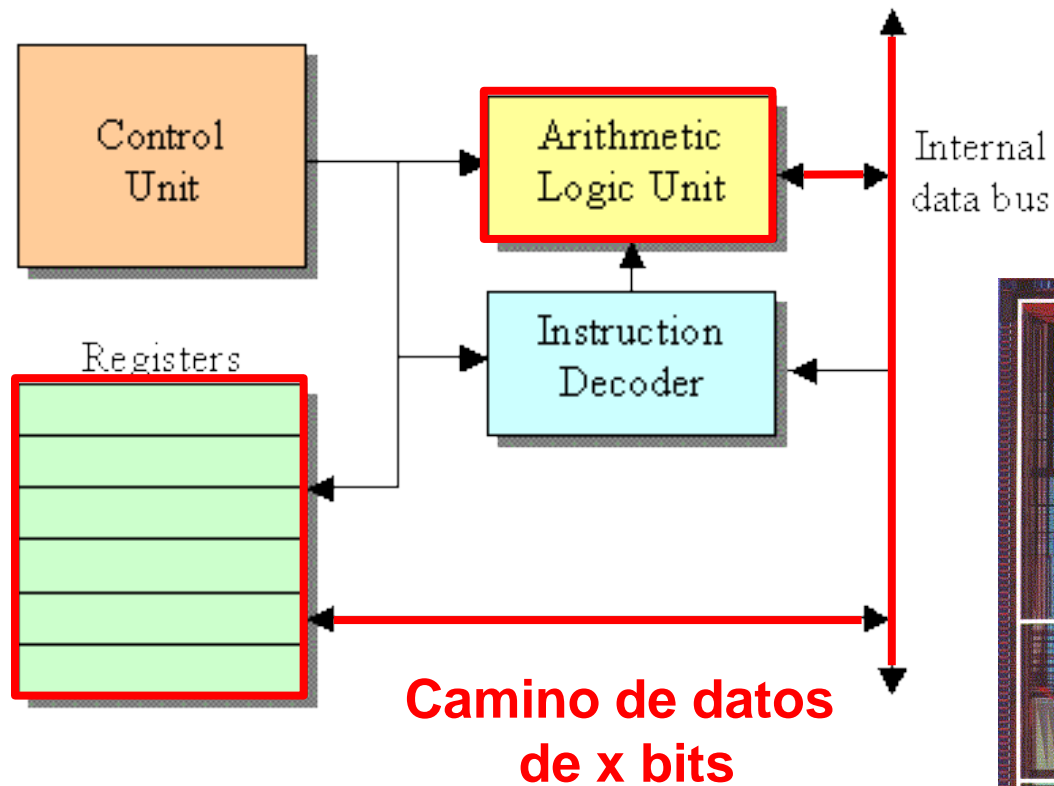 Control
Unit
Arithmetic
Logic Unit
Internal
data bus
Instruction
Decoder
Registers
Camino de datos
de x bits